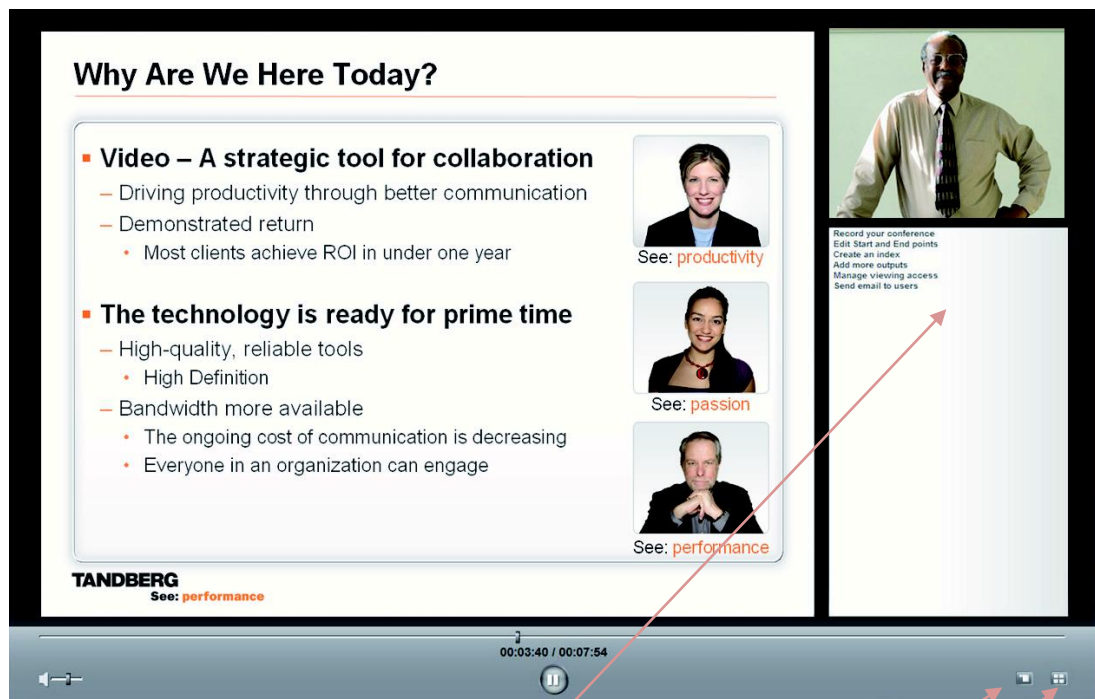 Why Are We Here Today?
Video – A strategic tool for collaboration
– Driving productivity through better communication
– Demonstrated return
• Most clients achieve ROI in under one year
The technology is ready for prime time
– High-quality, reliable tools
• High Definition
– Bandwidth more available
• The ongoing cost of communication is decreasing
• Everyone in an organization can engage
See: productivity
See: passion
See: performance
TANDBERG
See: performance
Record your conference
Edit Start and End points
Create an index
Add more outputs
Manage viewing access
Send email to users
00:03:40 / 00:07:54